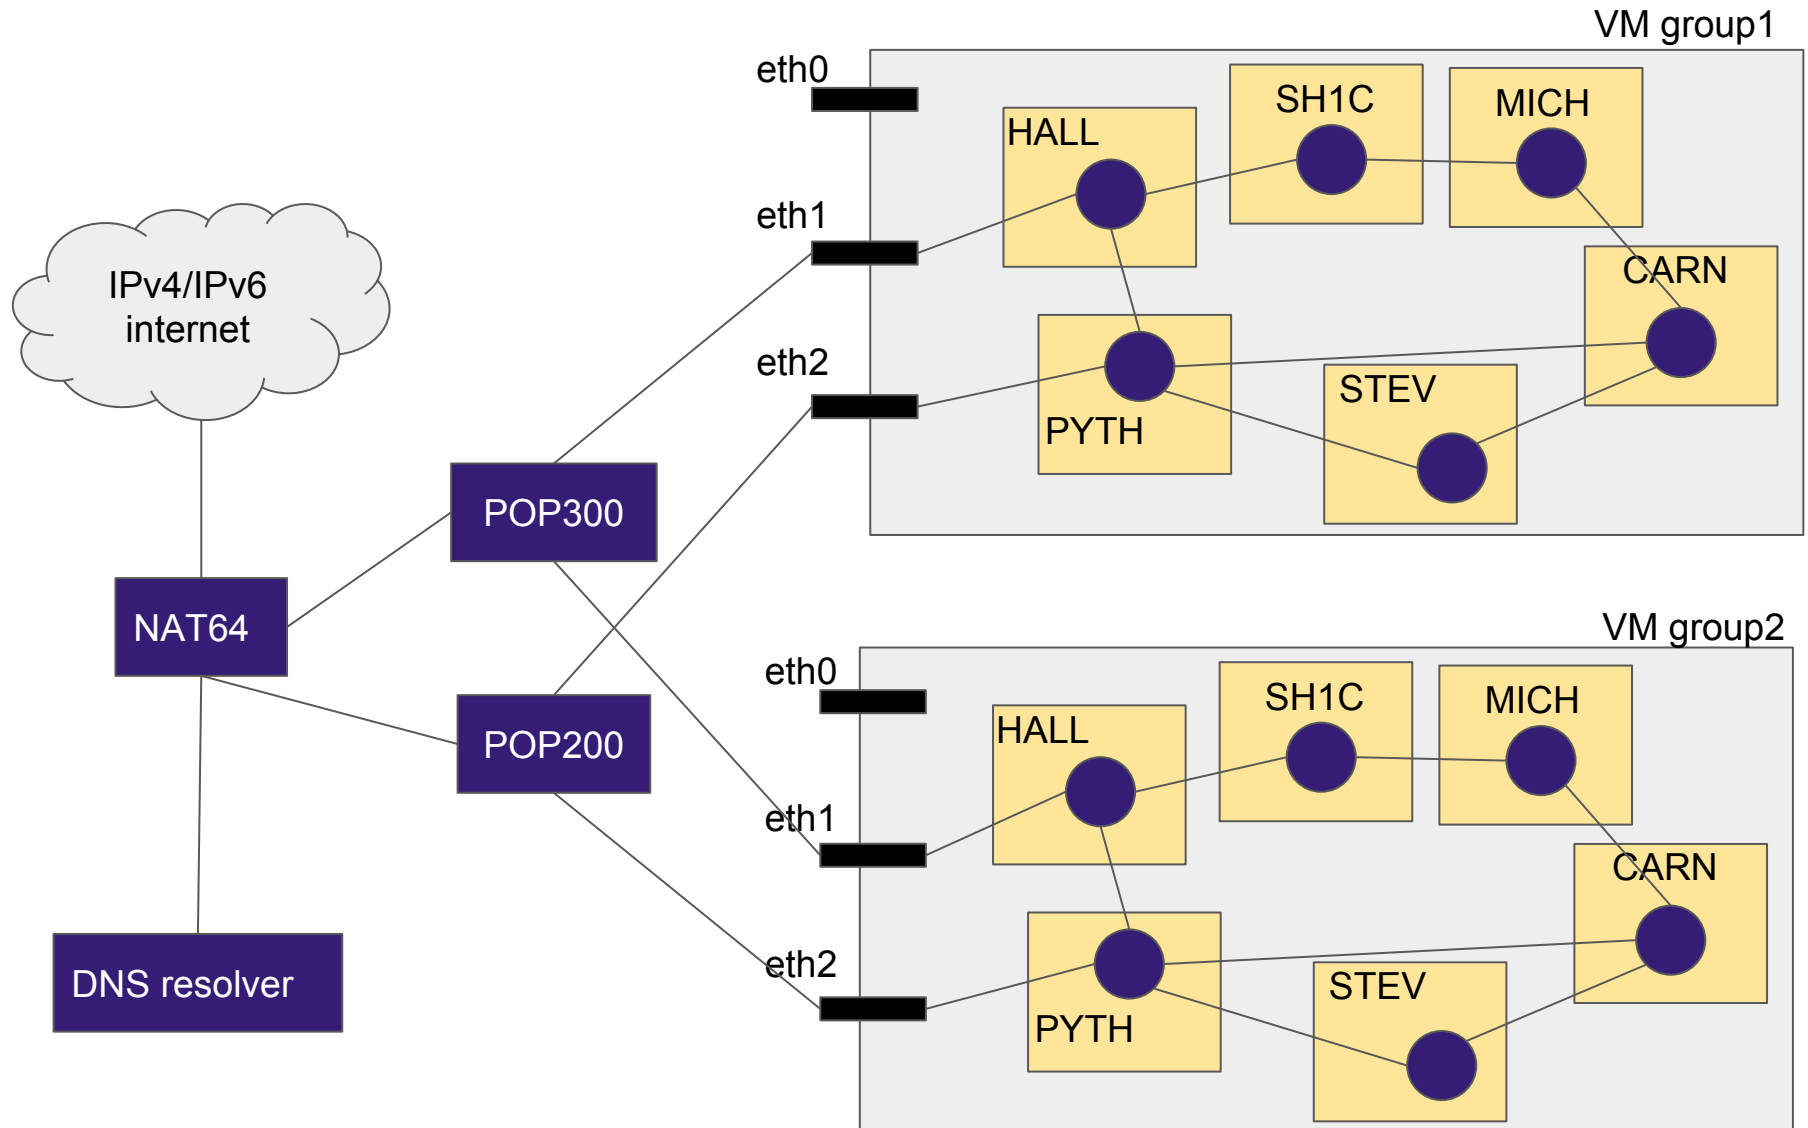 VM group1
eth0
SH1C
MICH
HALL
eth1
CARN
IPv4/IPv6
internet
eth2
STEV
PYTH
POP300
NAT64
VM group2
eth0
SH1C
MICH
HALL
POP200
eth1
CARN
eth2
DNS resolver
STEV
PYTH